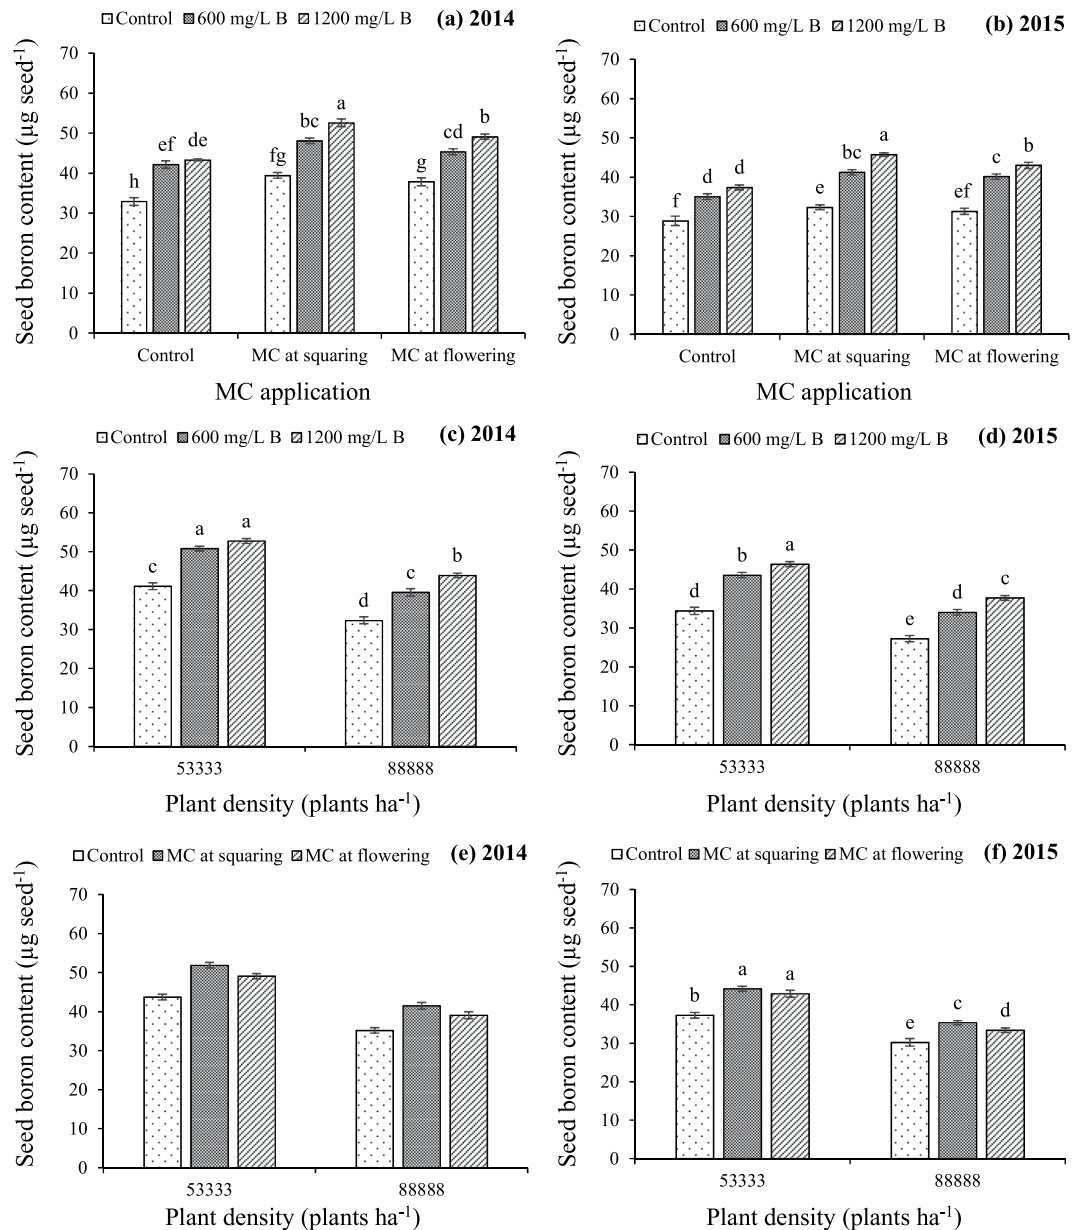 Control 600 mg/L B 1200 mg/L B (a) 2014
Seed boron content (µg seed-1)
70
60
50
40
30
20
10
0
h ef de fg bc a g cd b
Control MC at squaring MC at flowering
MC application
Control 600 mg/L B 1200 mg/L B (b) 2015
Seed boron content (µg seed-1)
70
60
50
40
30
20
10
0
f d d e bc a ef c b
Control MC at squaring MC at flowering
MC application
Control 600 mg/L B 1200 mg/L B (c) 2014
Seed boron content (µg seed-1)
70
60
50
40
30
20
10
0
c a a d c b
53333 88888
Plant density (plants ha-1)
Control 600 mg/L B 1200 mg/L B (d) 2015
Seed boron content (µg seed-1)
70
60
50
40
30
20
10
0
d b a e d c
53333 88888
Plant density (plants ha-1)
Control MC at squaring MC at flowering (e) 2014
Seed boron content (µg seed-1)
70
60
50
40
30
20
10
0
53333 88888
Plant density (plants ha-1)
Control MC at squaring MC at flowering (f) 2015
Seed boron content (µg seed-1)
70
60
50
40
30
20
10
0
b a a e c d
53333 88888
Plant density (plants ha-1)